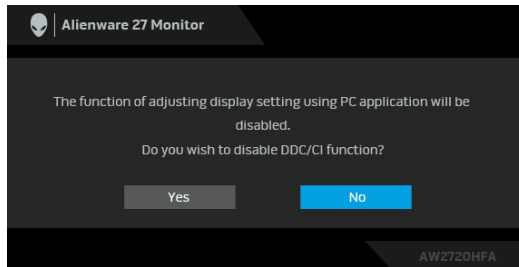 Alienware 27 Monitor
The function of adjusting display setting using PC application will be
disabled.
Do you wish to disable DDC/CI function?
Yes No
AW2720HFA